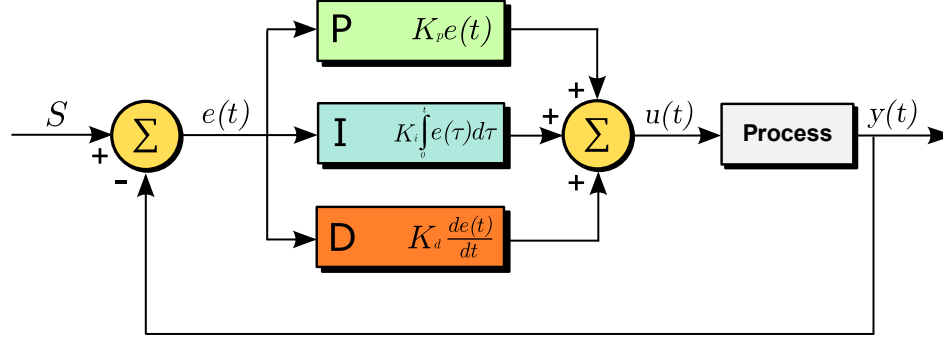 P K_p e(t)
S
Σ
e(t)
I K_i ∫_0^t e(τ)dτ
Σ
u(t)
Process
y(t)
+
-
+
+
+
D K_d de(t)/dt